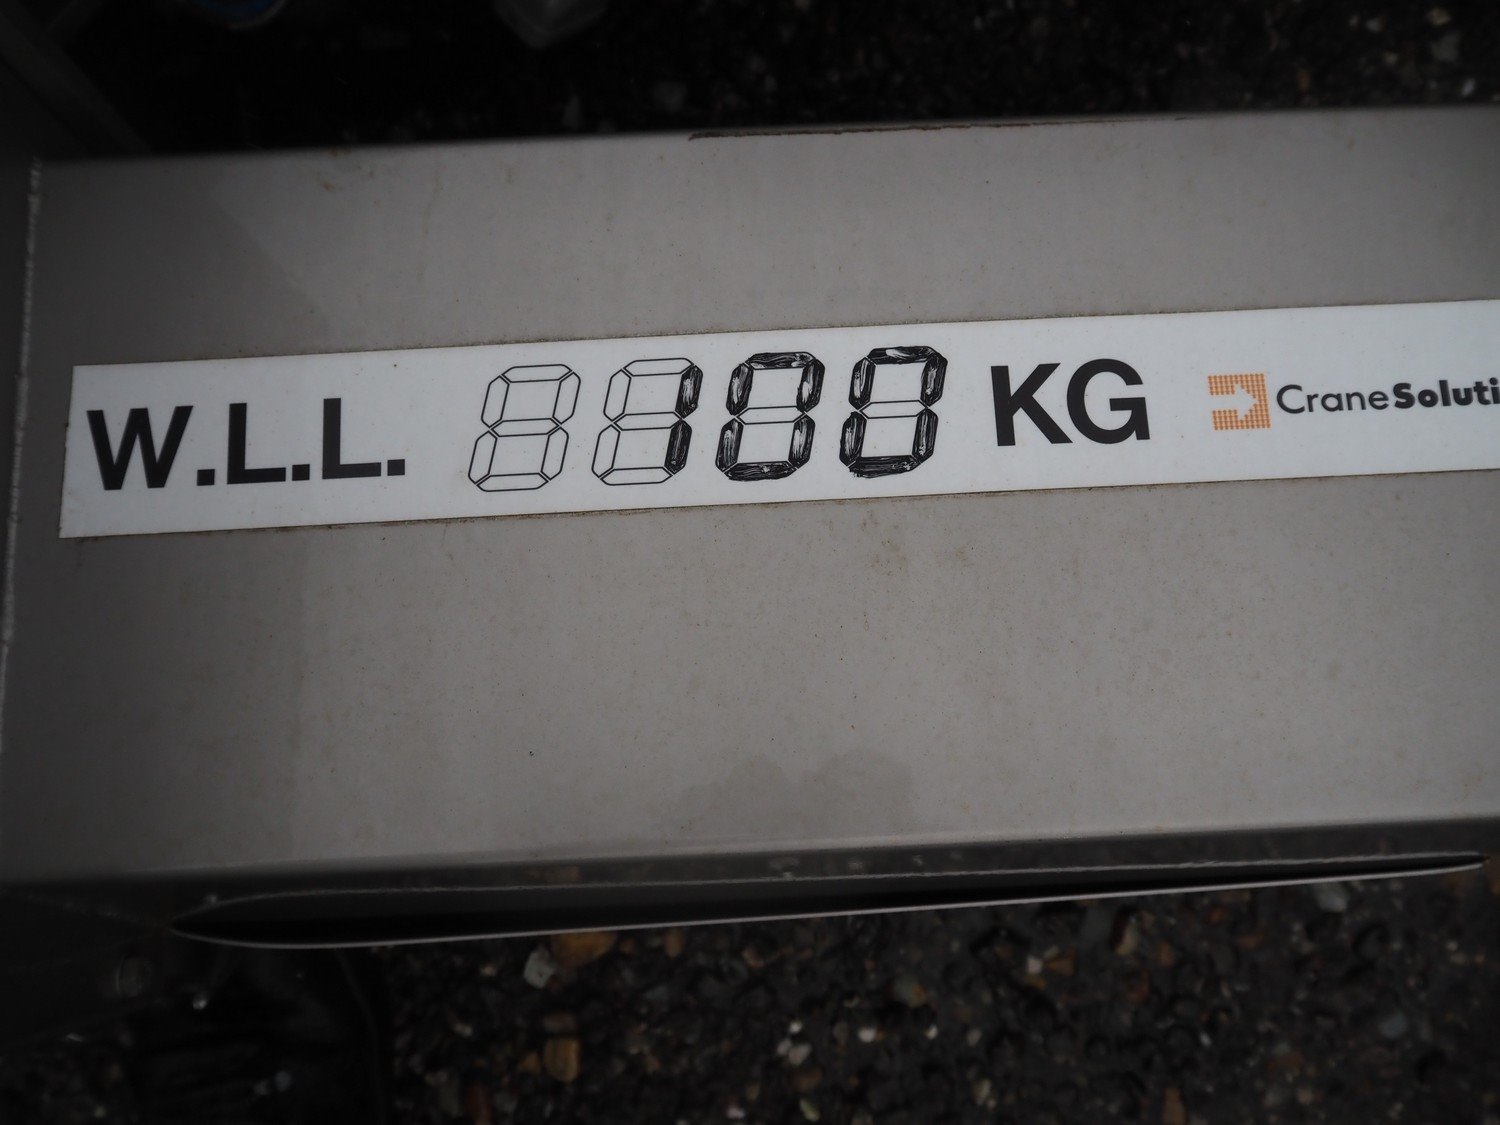 W.L.L. 100 KG CraneSoluti